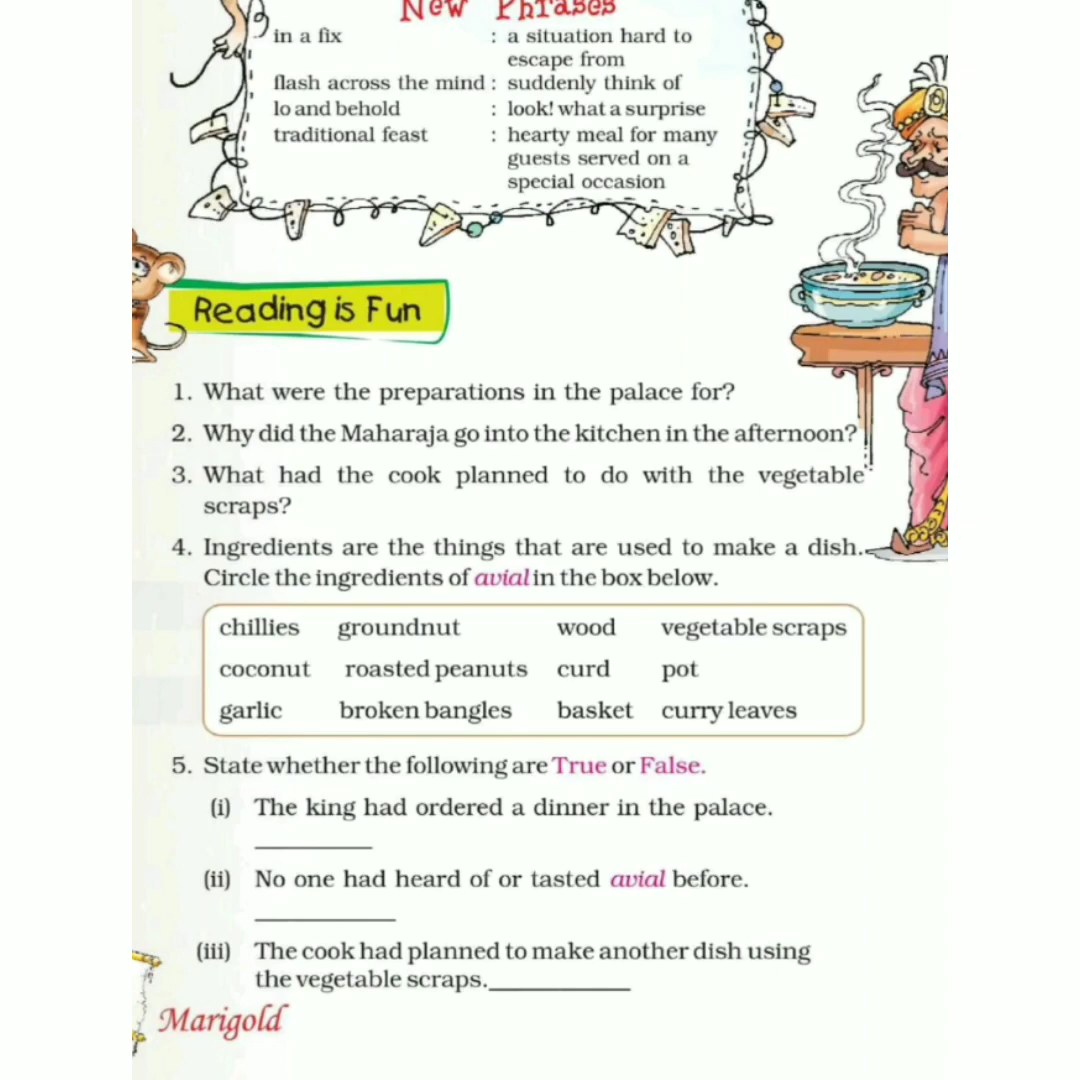 New Phrases
in a fix : a situation hard to
escape from
flash across the mind : suddenly think of
lo and behold : look! what a surprise
traditional feast : hearty meal for many
guests served on a
special occasion
Reading is Fun
1. What were the preparations in the palace for?
2. Why did the Maharaja go into the kitchen in the afternoon?
3. What had the cook planned to do with the vegetable
scraps?
4. Ingredients are the things that are used to make a dish.
Circle the ingredients of avial in the box below.
chillies groundnut wood vegetable scraps
coconut roasted peanuts curd pot
garlic broken bangles basket curry leaves
5. State whether the following are True or False.
(i) The king had ordered a dinner in the palace.
(ii) No one had heard of or tasted avial before.
(iii) The cook had planned to make another dish using
the vegetable scraps.
Marigold